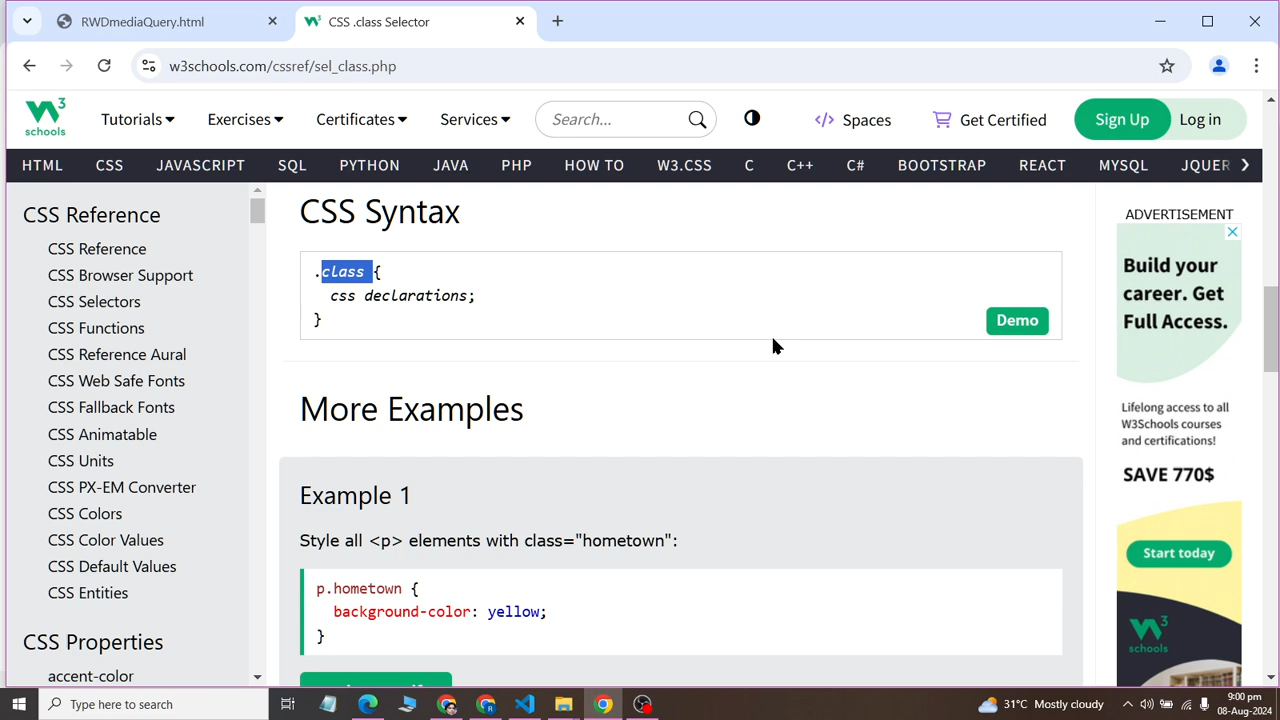 RWDmediaQuery.html
CSS .class Selector
w3schools.com/cssref/sel_class.php
W3 schools
Tutorials
Exercises
Certificates
Services
Search...
Spaces
Get Certified
Sign Up
Log in
HTML CSS JAVASCRIPT SQL PYTHON JAVA PHP HOW TO W3.CSS C C++ C# BOOTSTRAP REACT MYSQL JQUER
CSS Reference
CSS Reference
CSS Browser Support
CSS Selectors
CSS Functions
CSS Reference Aural
CSS Web Safe Fonts
CSS Fallback Fonts
CSS Animatable
CSS Units
CSS PX-EM Converter
CSS Colors
CSS Color Values
CSS Default Values
CSS Entities
CSS Properties
accent-color
CSS Syntax
.class {
css declarations;
}
Demo
More Examples
Example 1
Style all <p> elements with class="hometown":
p.hometown {
background-color: yellow;
}
ADVERTISEMENT
Build your
career. Get
Full Access.
Lifelong access to all
W3Schools courses
and certifications!
SAVE 770$
Start today
W3
schools
Type here to search
31°C Mostly cloudy
9:00 pm
08-Aug-2024